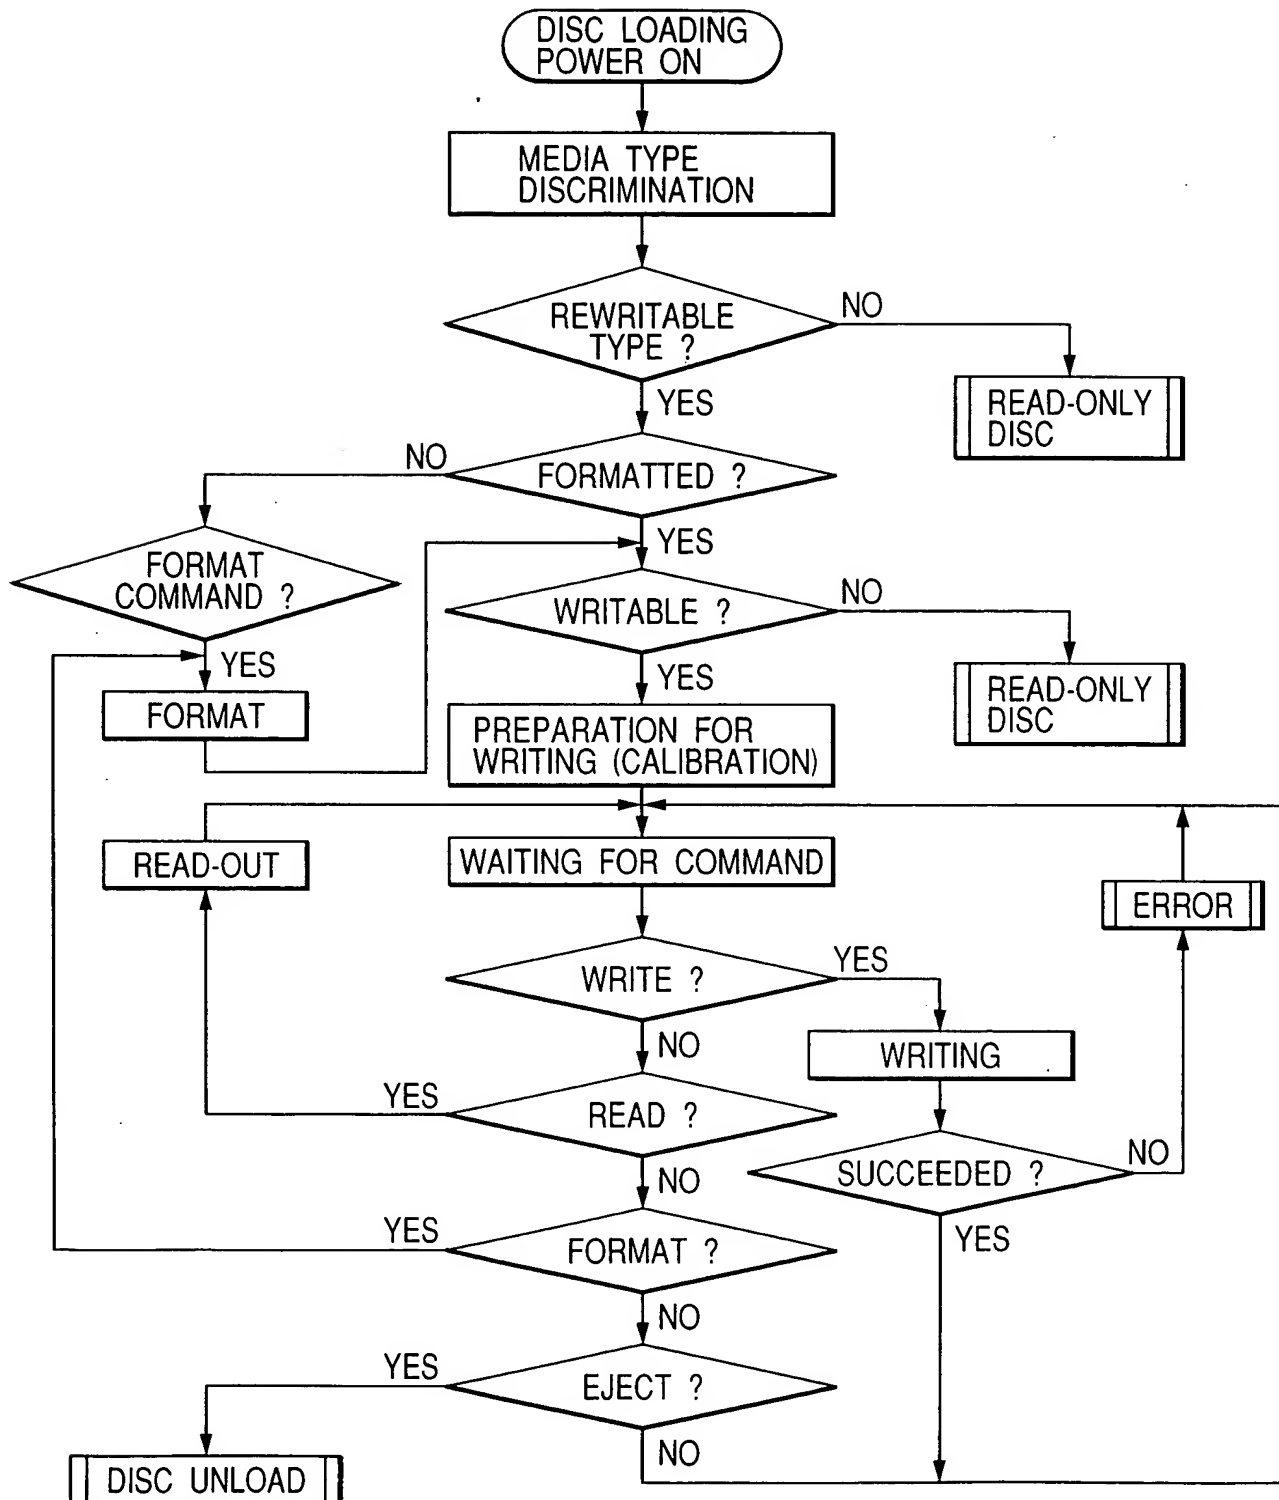 DISC LOADING
POWER ON
MEDIA TYPE
DISCRIMINATION
REWRITABLE
TYPE ?
NO
READ-ONLY
DISC
YES
FORMATTED ?
NO
FORMAT
COMMAND ?
YES
WRITABLE ?
NO
READ-ONLY
DISC
YES
YES
FORMAT
PREPARATION FOR
WRITING (CALIBRATION)
READ-OUT
WAITING FOR COMMAND
ERROR
WRITE ?
YES
NO
WRITING
YES
READ ?
SUCCEEDED ?
NO
NO
YES
YES
FORMAT ?
NO
YES
EJECT ?
NO
DISC UNLOAD